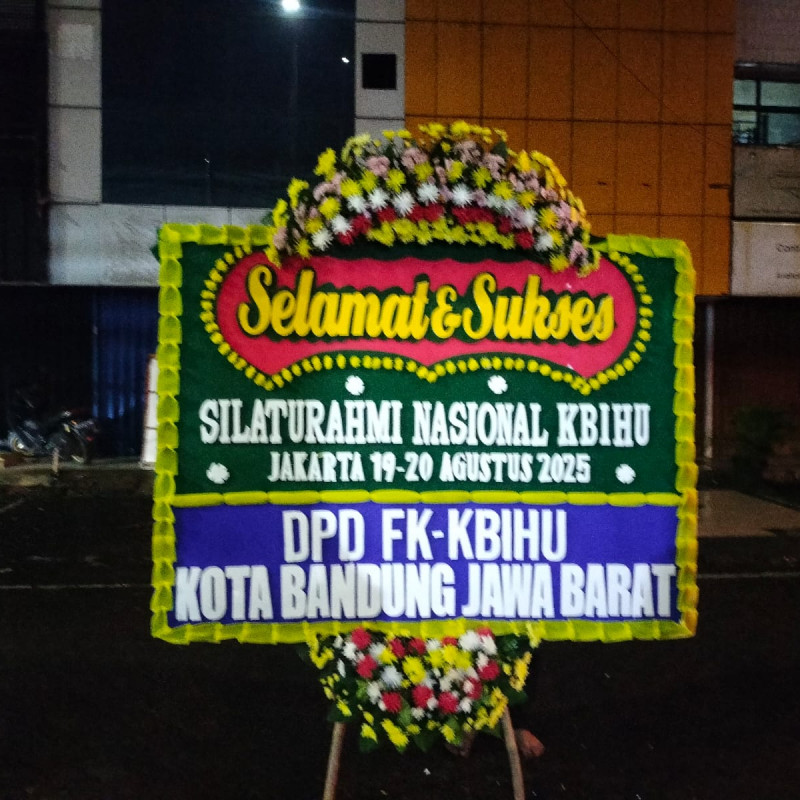 Selamat & Sukses
SILATURAHMI NASIONAL KBIHU
JAKARTA 19-20 AGUSTUS 2025
DPD FK-KBIHU
KOTA BANDUNG JAWA BARAT